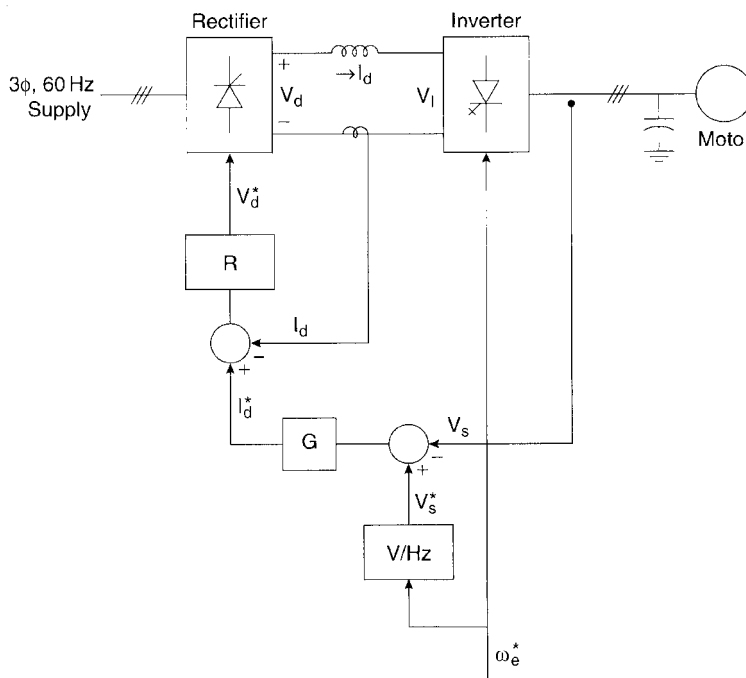 Rectifier
Inverter
3ϕ, 60 Hz
Supply
+
→I_d
V_d
V_I
−
Moto
V_d^*
R
I_d
−
+
I_d^*
G
V_s
−
+
V_s^*
V/Hz
ω_e^*